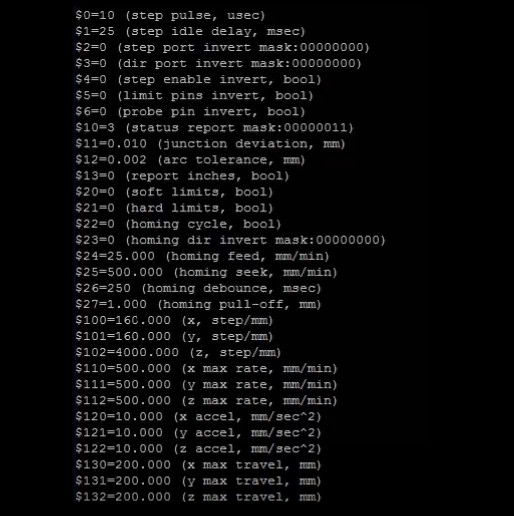 $0=10 (step pulse, usec)
$1=25 (step idle delay, msec)
$2=0 (step port invert mask:00000000)
$3=0 (dir port invert mask:00000000)
$4=0 (step enable invert, bool)
$5=0 (limit pins invert, bool)
$6=0 (probe pin invert, bool)
$10=3 (status report mask:00000011)
$11=0.010 (junction deviation, mm)
$12=0.002 (arc tolerance, mm)
$13=0 (report inches, bool)
$20=0 (soft limits, bool)
$21=0 (hard limits, bool)
$22=0 (homing cycle, bool)
$23=0 (homing dir invert mask:00000000)
$24=25.000 (homing feed, mm/min)
$25=500.000 (homing seek, mm/min)
$26=250 (homing debounce, msec)
$27=1.000 (homing pull-off, mm)
$100=160.000 (x, step/mm)
$101=160.000 (y, step/mm)
$102=4000.000 (z, step/mm)
$110=500.000 (x max rate, mm/min)
$111=500.000 (y max rate, mm/min)
$112=500.000 (z max rate, mm/min)
$120=10.000 (x accel, mm/sec^2)
$121=10.000 (y accel, mm/sec^2)
$122=10.000 (z accel, mm/sec^2)
$130=200.000 (x max travel, mm)
$131=200.000 (y max travel, mm)
$132=200.000 (z max travel, mm)